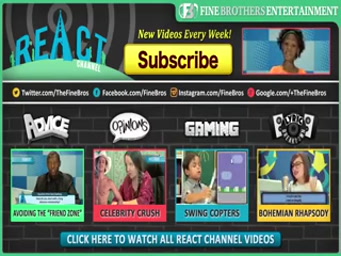 FBE FINE BROTHERS ENTERTAINMENT
REACT
CHANNEL
New Videos Every Week!
Subscribe
Twitter.com/TheFineBros
Facebook.com/FineBros
Instagram.com/FineBros
Google.com/+TheFineBros
ADVICE
OPINIONS
GAMING
LYRIC
AVOIDING THE "FRIEND ZONE"
CELEBRITY CRUSH
SWING COPTERS
BOHEMIAN RHAPSODY
CLICK HERE TO WATCH ALL REACT CHANNEL VIDEOS